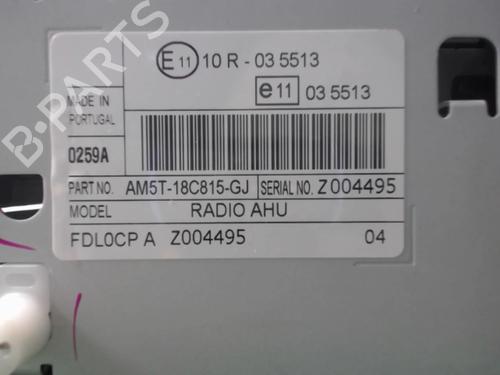 E 11 10 R - 03 5513
e11 03 5513
MADE IN
PORTUGAL
0259A
PART NO. AM5T-18C815-GJ SERIAL NO. Z004495
MODEL RADIO AHU
FDL0CP A Z004495 04
B-PARTS